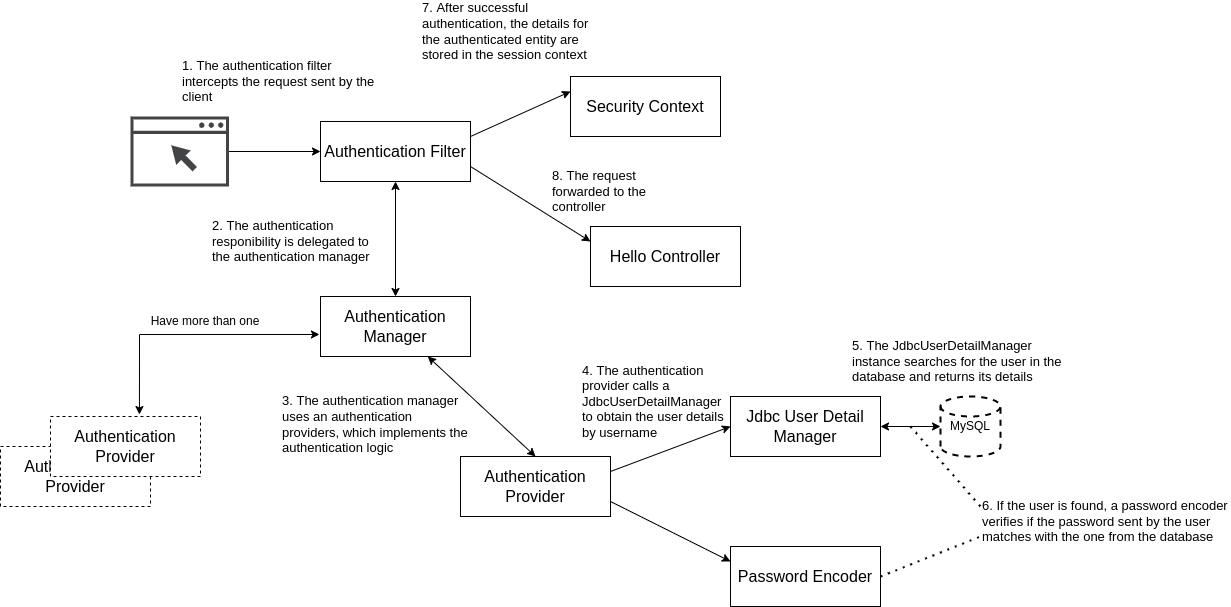 7. After successful
authentication, the details for
the authenticated entity are
stored in the session context
1. The authentication filter
intercepts the request sent by the
client
Security Context
Authentication Filter
8. The request
forwarded to the
controller
2. The authentication
responibility is delegated to
the authentication manager
Hello Controller
Have more than one
Authentication
Manager
5. The JdbcUserDetailManager
instance searches for the user in the
database and returns its details
4. The authentication
provider calls a
JdbcUserDetailManager
to obtain the user details
by username
3. The authentication manager
uses an authentication
providers, which implements the
authentication logic
Jdbc User Detail
Manager
MySQL
Authentication
Provider
Provider
Authentication
Provider
6. If the user is found, a password encoder
verifies if the password sent by the user
matches with the one from the database
Password Encoder